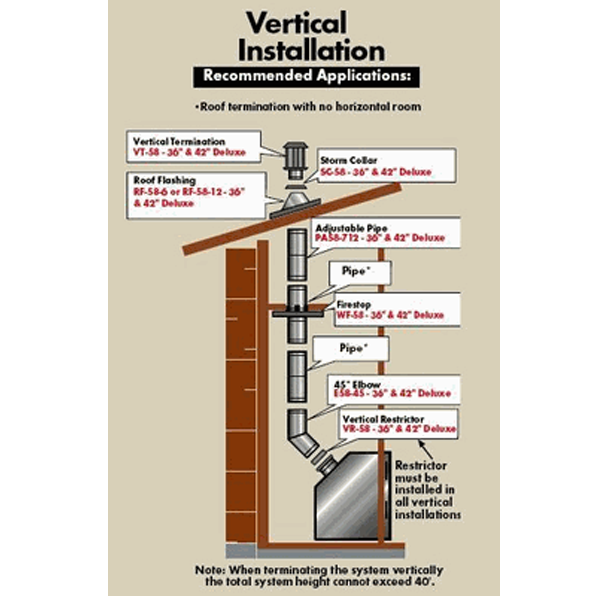 Vertical
Installation
Recommended Applications:
•Roof termination with no horizontal room
Vertical Termination
VT-58 - 36" & 42" Deluxe
Storm Collar
SC-58 - 36" & 42" Deluxe
Roof Flashing
RF-58-6 or RF-58-12 - 36"
& 42" Deluxe
Adjustable Pipe
PA58-712 - 36" & 42" Deluxe
Pipe*
Firestop
WF-58 - 36" & 42" Deluxe
Pipe*
45° Elbow
E58-45 - 36" & 42" Deluxe
Vertical Restrictor
VR-58 - 36" & 42" Deluxe
Restrictor
must be
installed in
all vertical
installations
Note: When terminating the system vertically
the total system height cannot exceed 40'.